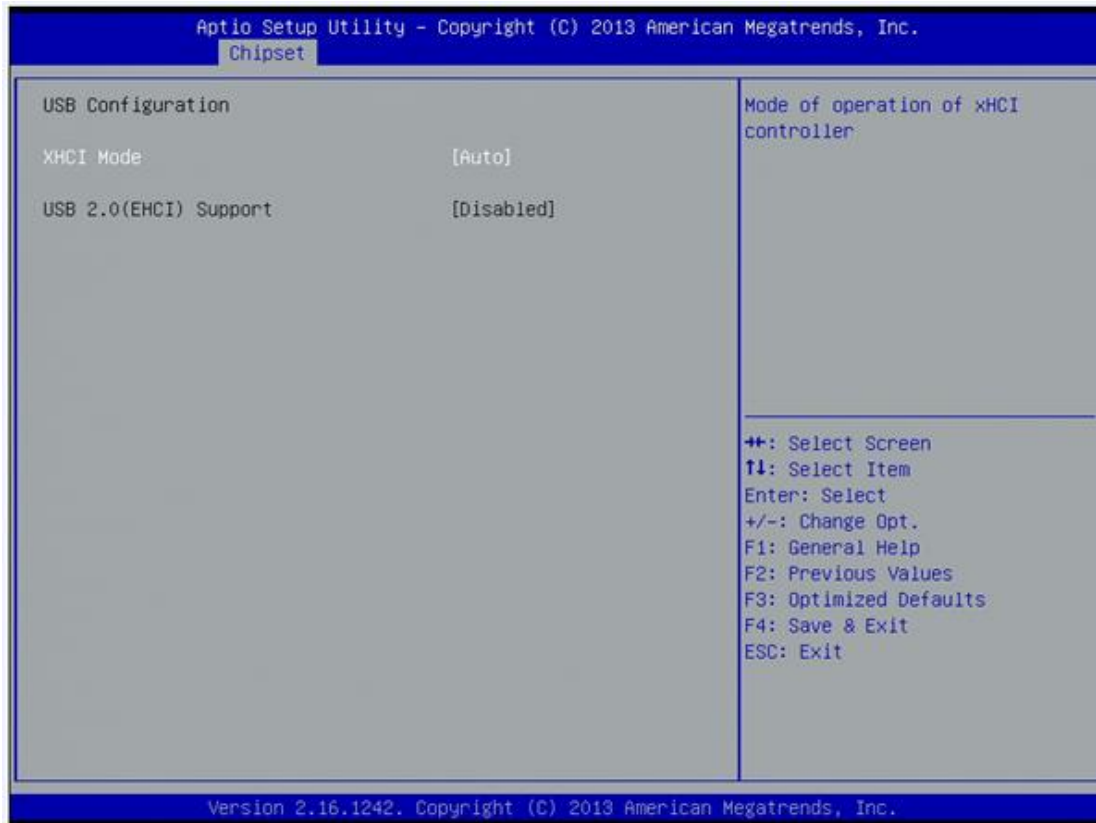 Aptio Setup Utility – Copyright (C) 2013 American Megatrends, Inc.
Chipset
USB Configuration
XHCI Mode [Auto]
USB 2.0(EHCI) Support [Disabled]
Mode of operation of xHCI
controller
→←: Select Screen
↑↓: Select Item
Enter: Select
+/-: Change Opt.
F1: General Help
F2: Previous Values
F3: Optimized Defaults
F4: Save & Exit
ESC: Exit
Version 2.16.1242. Copyright (C) 2013 American Megatrends, Inc.